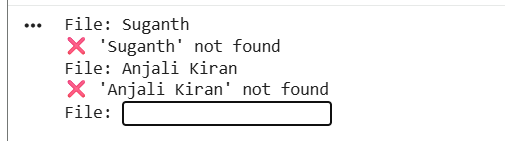 ••• File: Suganth
❌ 'Suganth' not found
File: Anjali Kiran
❌ 'Anjali Kiran' not found
File: